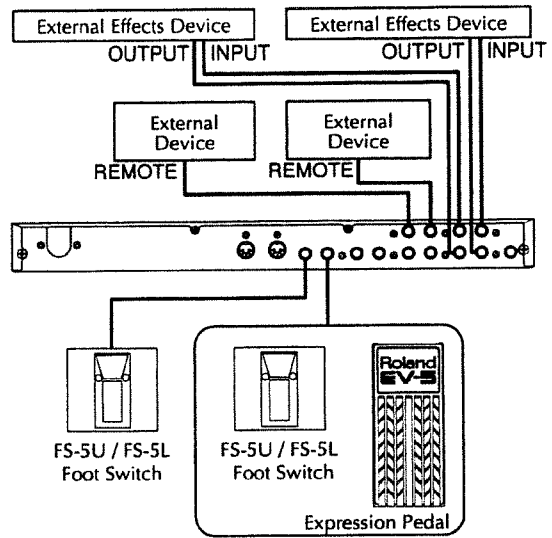 External Effects Device
External Effects Device
OUTPUT INPUT
OUTPUT INPUT
External
Device
External
Device
REMOTE
REMOTE
Roland
EV-5
FS-5U / FS-5L
Foot Switch
FS-5U / FS-5L
Foot Switch
Expression Pedal